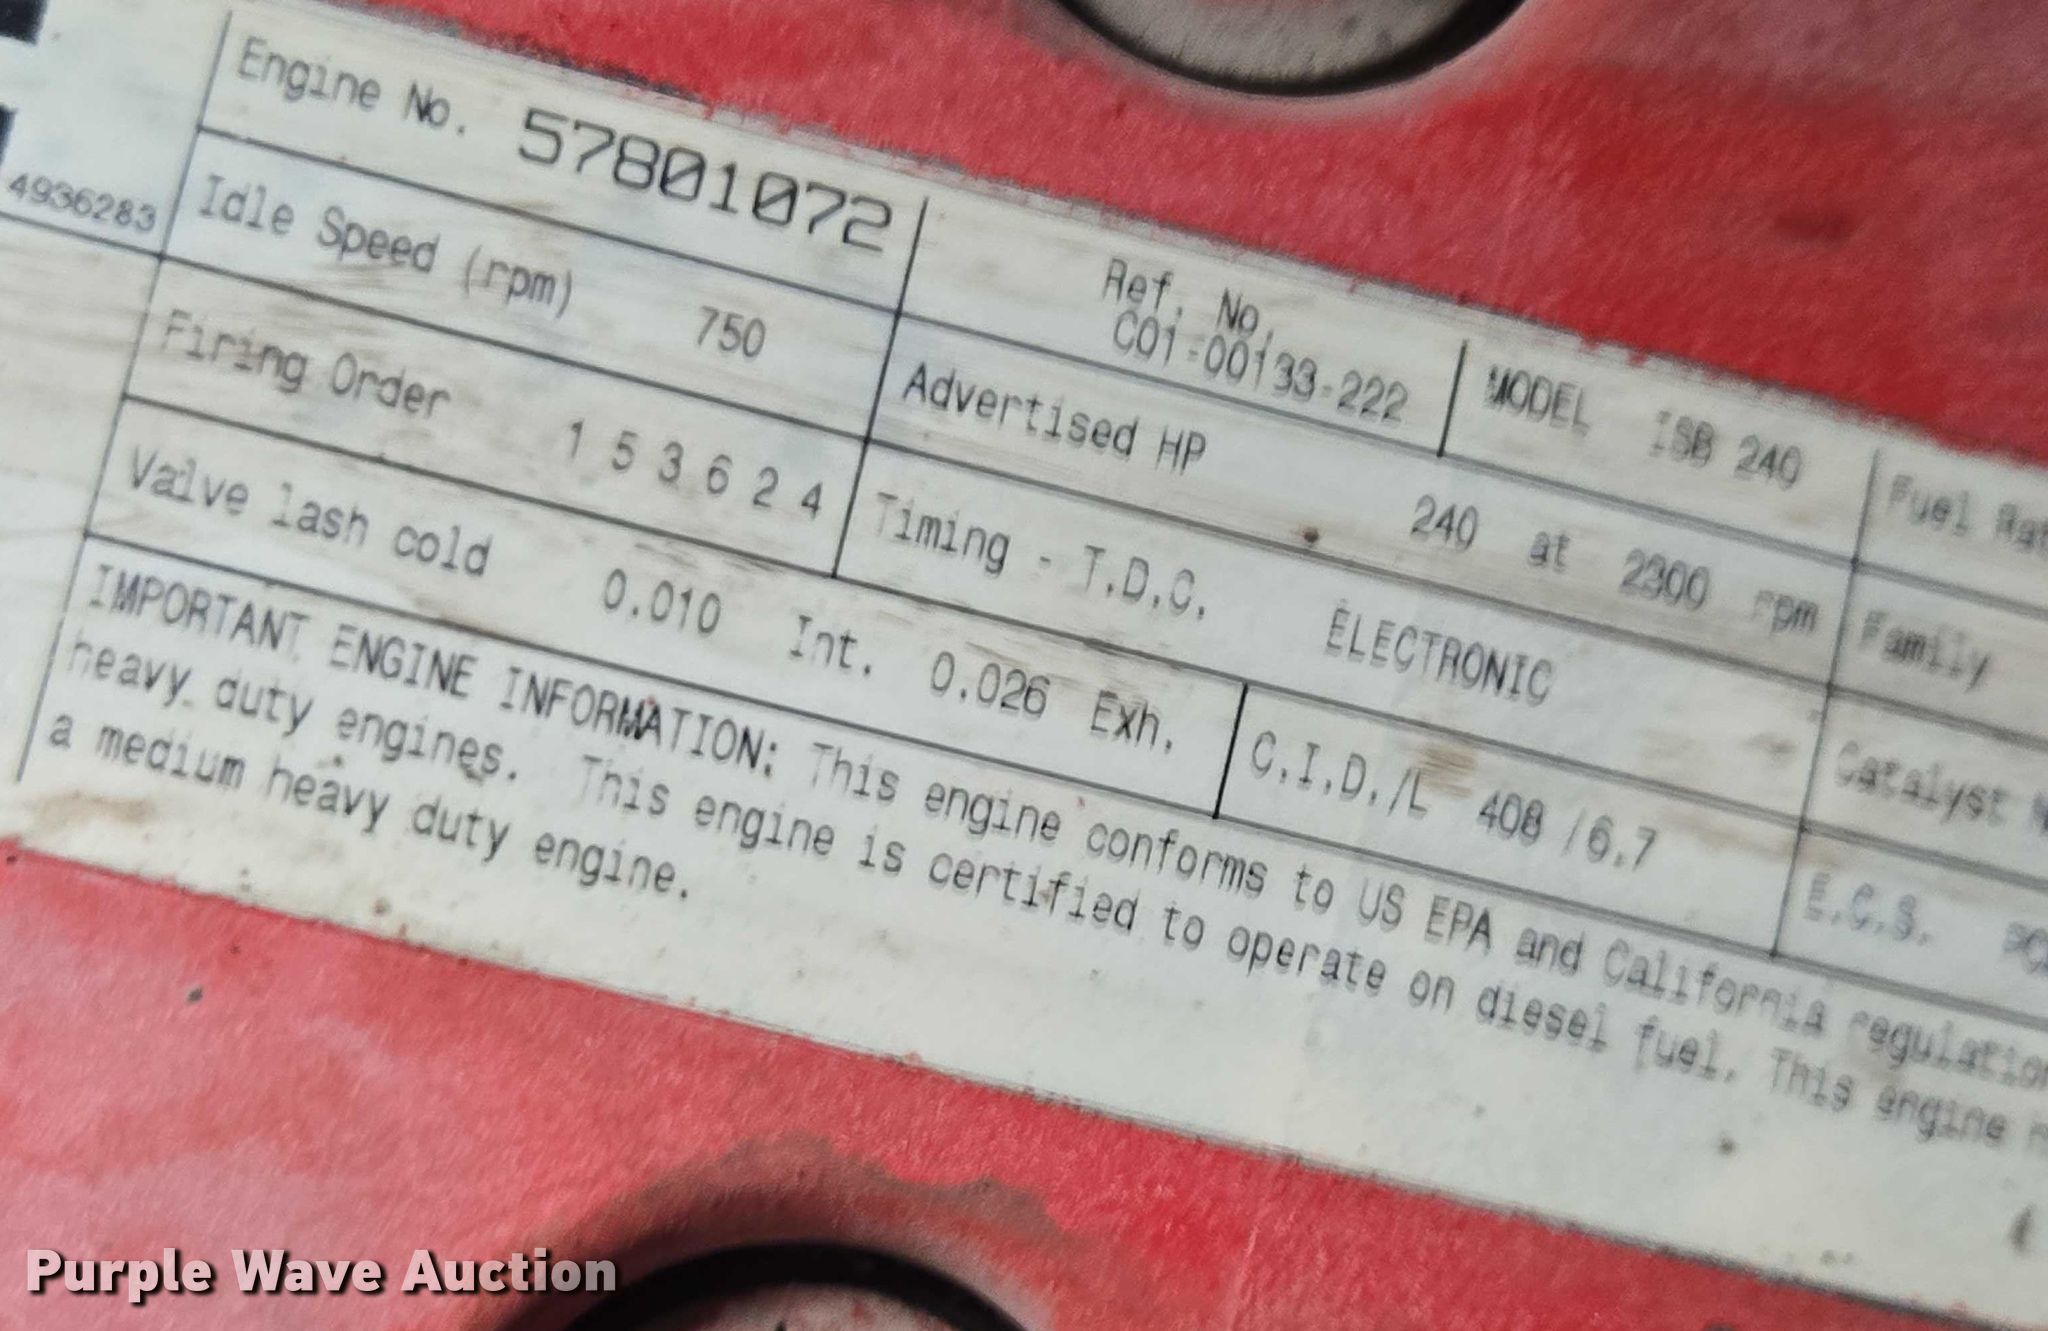 4936283
Engine No. 57801072
Ref. No.
C01-00133-222
MODEL ISB 240
Fuel
Idle Speed (rpm) 750
Advertised HP 240 at 2300 rpm
Family
Firing Order 1 5 3 6 2 4
Timing - T.D.C. ELECTRONIC
Catalyst
Valve lash cold 0.010 Int. 0.026 Exh.
C.I.D./L 408 /6.7
E.C.S.
IMPORTANT ENGINE INFORMATION: This engine conforms to US EPA and California
heavy duty engines. This engine is certified to operate on diesel fuel. This engine
a medium heavy duty engine.
Purple Wave Auction